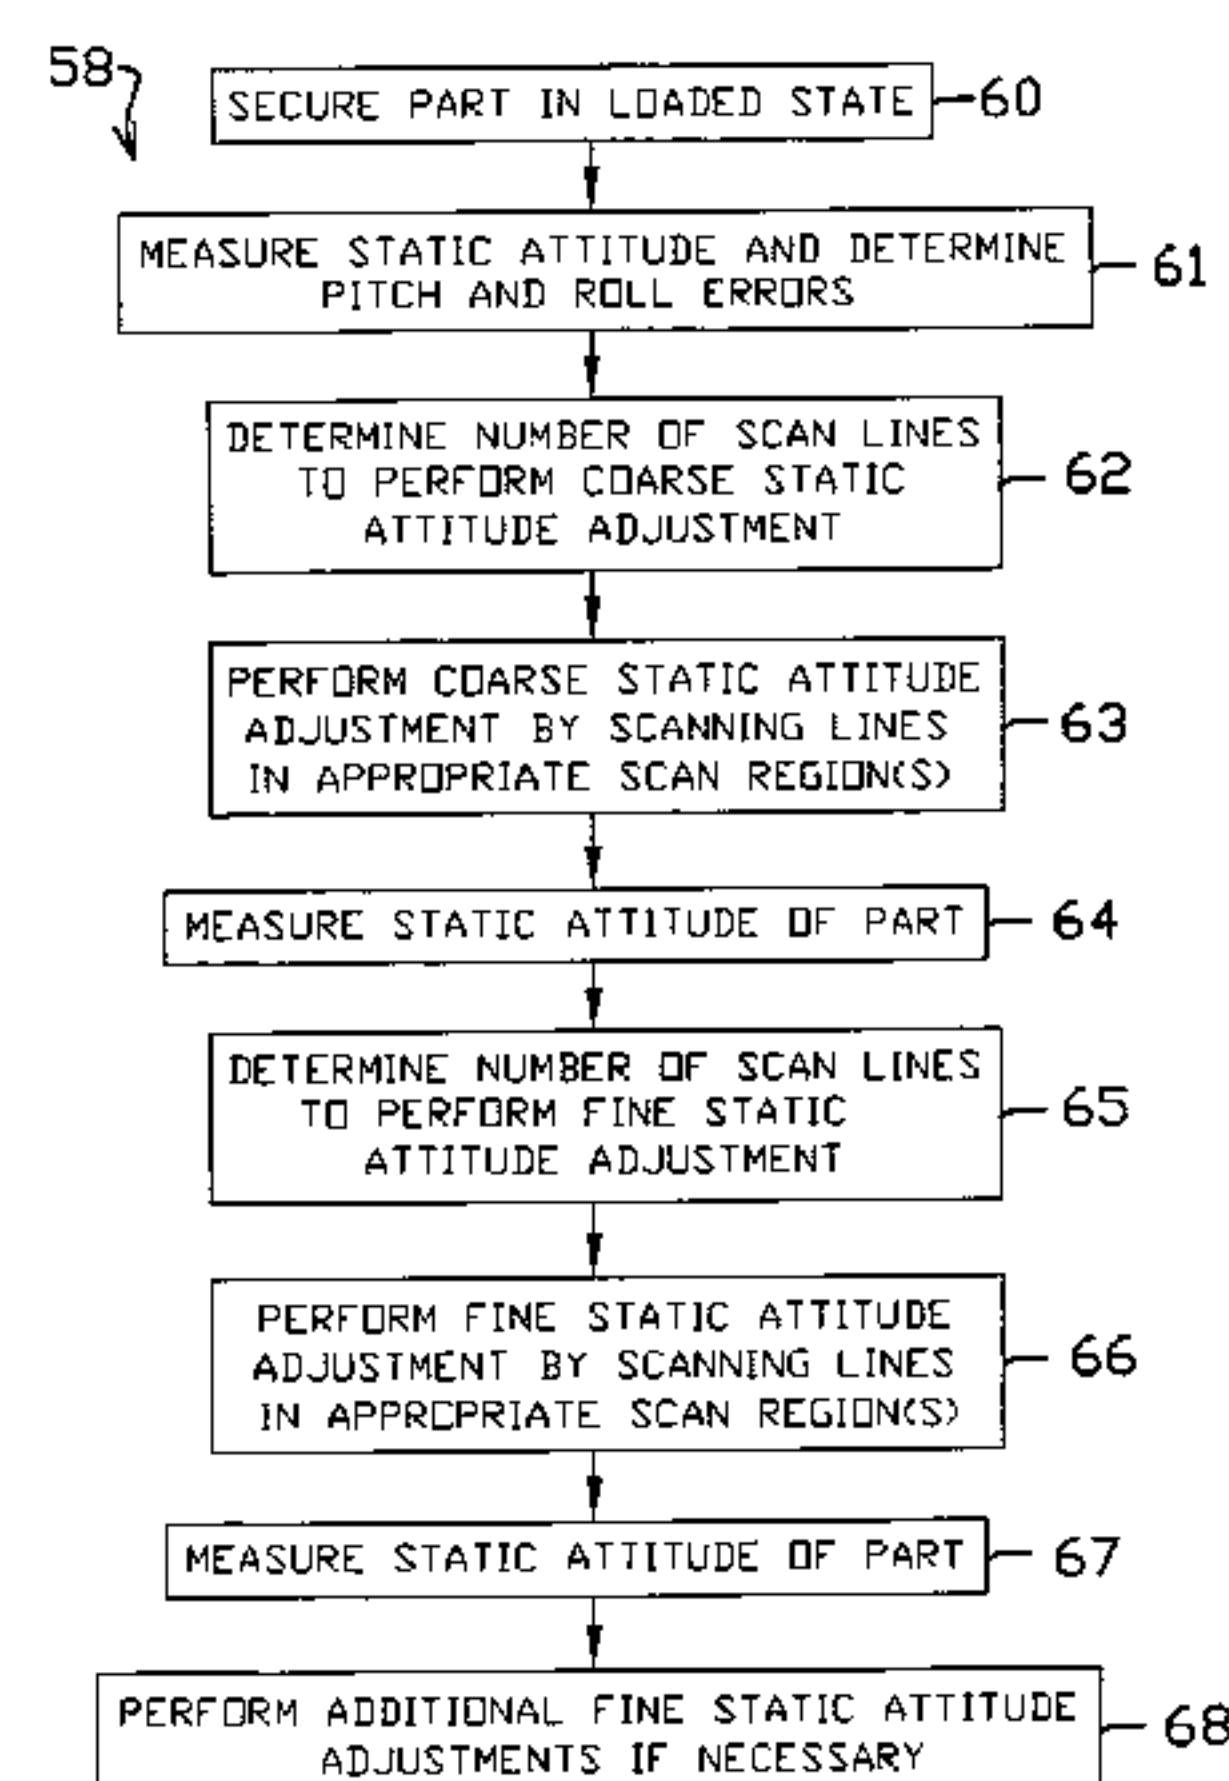 58
SECURE PART IN LOADED STATE
60
MEASURE STATIC ATTITUDE AND DETERMINE
PITCH AND ROLL ERRORS
61
DETERMINE NUMBER OF SCAN LINES
TO PERFORM COARSE STATIC
ATTITUDE ADJUSTMENT
62
PERFORM COARSE STATIC ATTITUDE
ADJUSTMENT BY SCANNING LINES
IN APPROPRIATE SCAN REGION(S)
63
MEASURE STATIC ATTITUDE OF PART
64
DETERMINE NUMBER OF SCAN LINES
TO PERFORM FINE STATIC
ATTITUDE ADJUSTMENT
65
PERFORM FINE STATIC ATTITUDE
ADJUSTMENT BY SCANNING LINES
IN APPROPRIATE SCAN REGION(S)
66
MEASURE STATIC ATTITUDE OF PART
67
PERFORM ADDITIONAL FINE STATIC ATTITUDE
ADJUSTMENTS IF NECESSARY
68